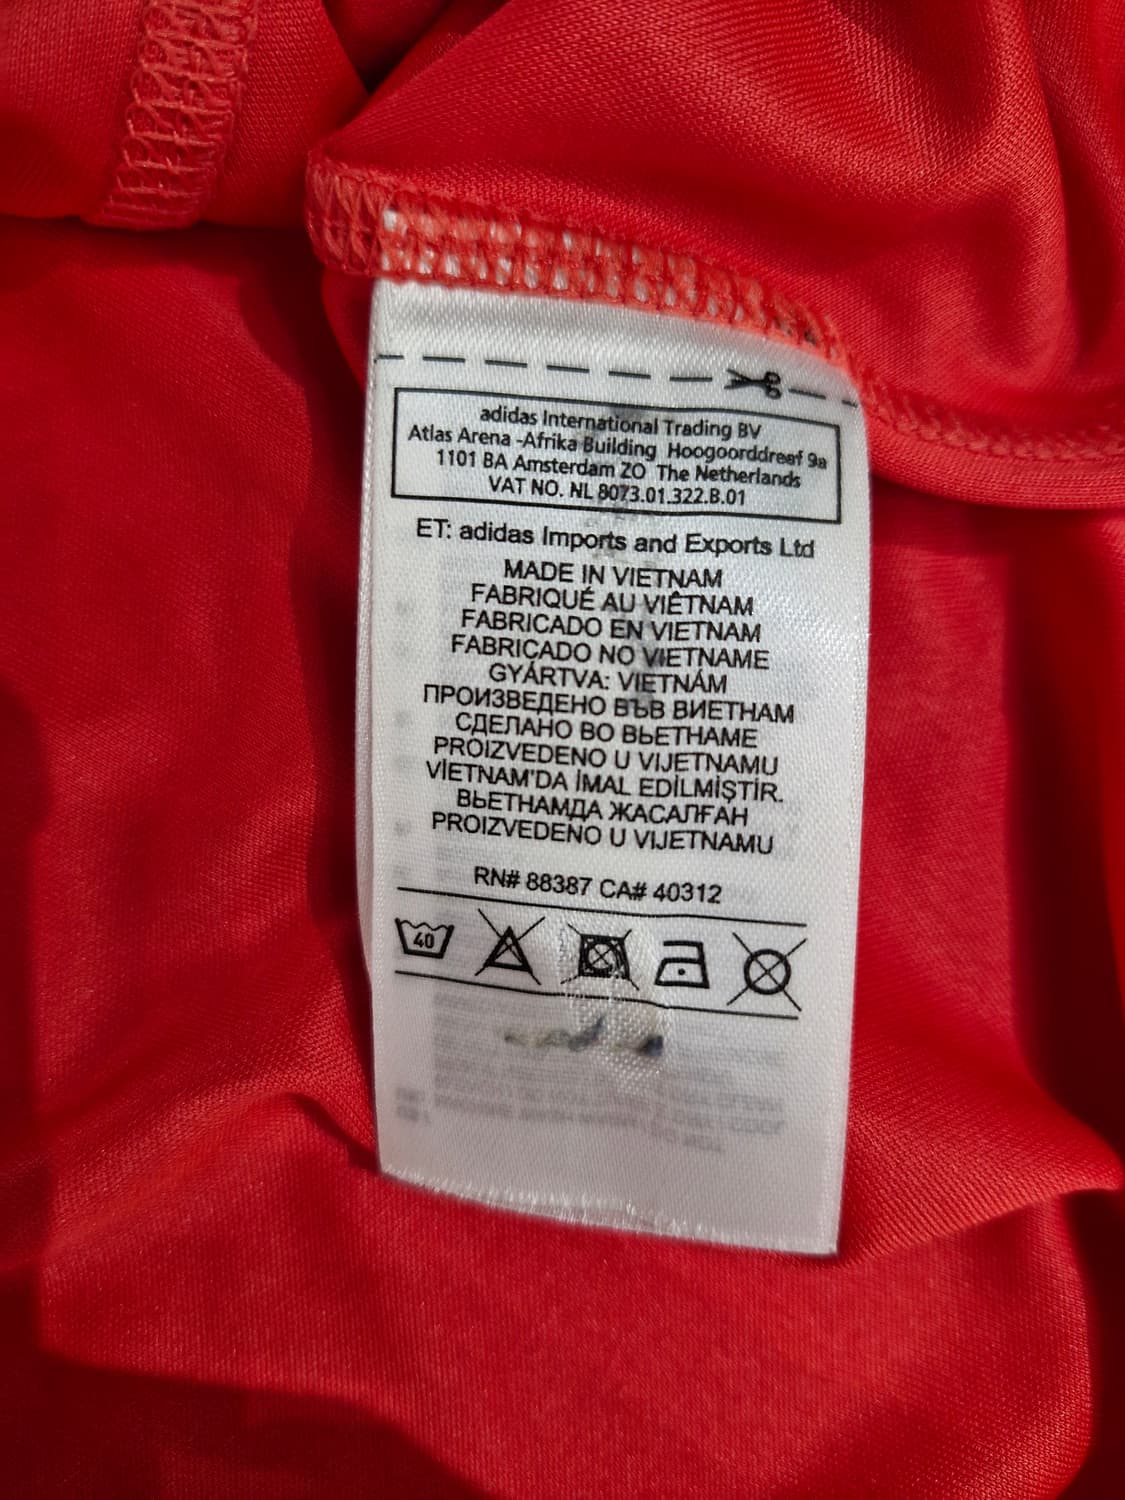 adidas International Trading BV
Atlas Arena -Afrika Building Hoogoorddreef 9a
1101 BA Amsterdam ZO The Netherlands
VAT NO. NL 8073.01.322.B.01
ET: adidas Imports and Exports Ltd
MADE IN VIETNAM
FABRIQUÉ AU VIÊTNAM
FABRICADO EN VIETNAM
FABRICADO NO VIETNAME
GYÁRTVA: VIETNÁM
ПРОИЗВЕДЕНО ВЪВ ВИЕТНАМ
СДЕЛАНО ВО ВЬЕТНАМЕ
PROIZVEDENO U VIJETNAMU
VİETNAM'DA İMAL EDİLMİŞTİR.
ВЬЕТНАМДА ЖАСАЛҒАН
PROIZVEDENO U VIJETNAMU
RN# 88387 CA# 40312
40